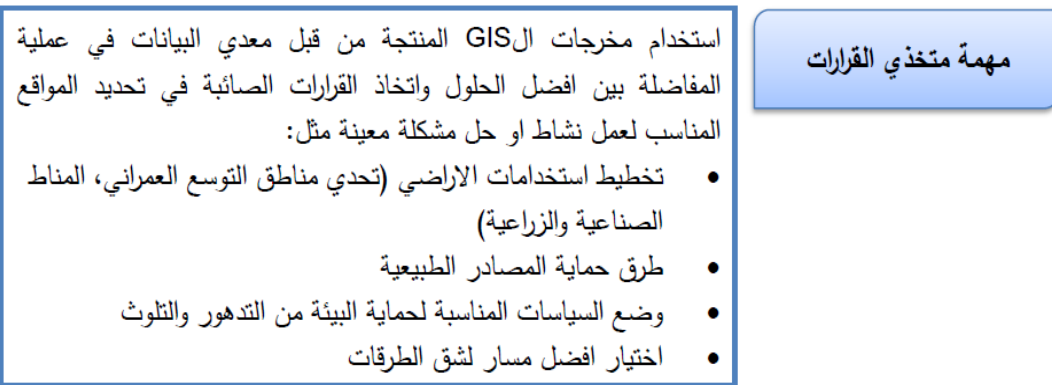 مهمة متخذي القرارات
استخدام مخرجات الGIS المنتجة من قبل معدي البيانات في عملية
المفاضلة بين افضل الحلول واتخاذ القرارات الصائبة في تحديد المواقع
المناسب لعمل نشاط او حل مشكلة معينة مثل:
• تخطيط استخدامات الاراضي (تحدي مناطق التوسع العمراني، المناط
الصناعية والزراعية)
• طرق حماية المصادر الطبيعية
• وضع السياسات المناسبة لحماية البيئة من التدهور والتلوث
• اختيار افضل مسار لشق الطرقات